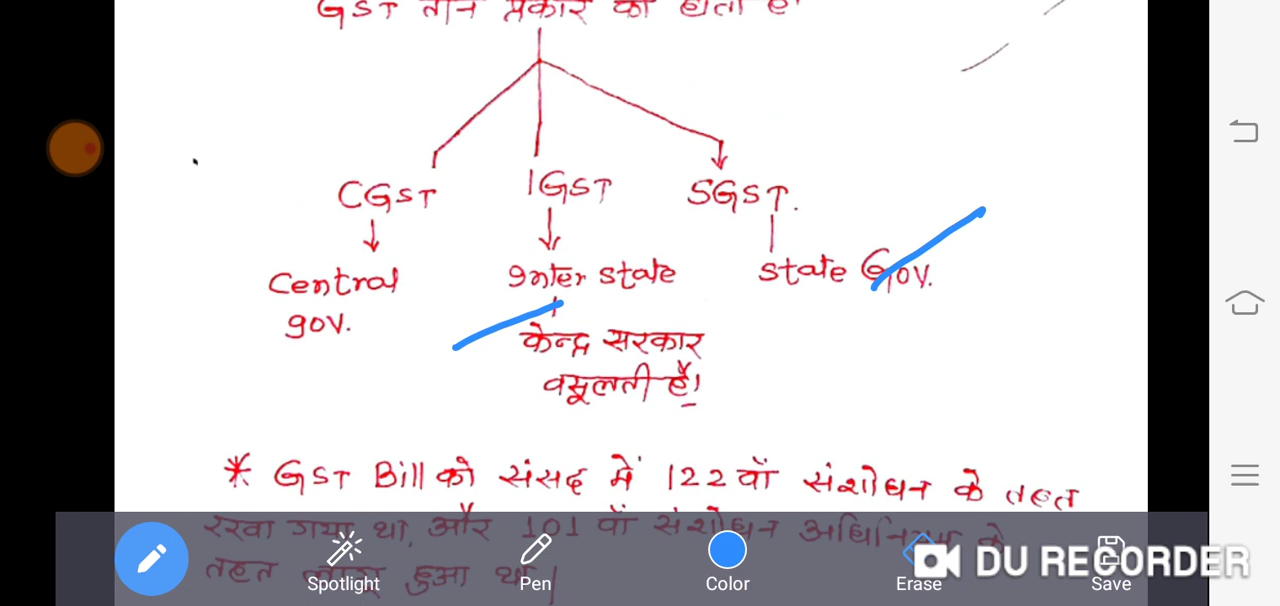 GST तीन प्रकार का होता है
CGST IGST SGST.
Central gov.
Inter state
केन्द्र सरकार
वसूलती है।
State Gov.
* GST Bill को संसद में 122 वाँ संशोधन के तहत
रखा गया था, और 101 वाँ संशोधन अधिनियम के
तहत लागू हुआ था।
Spotlight Pen Color Erase Save
DU RECORDER